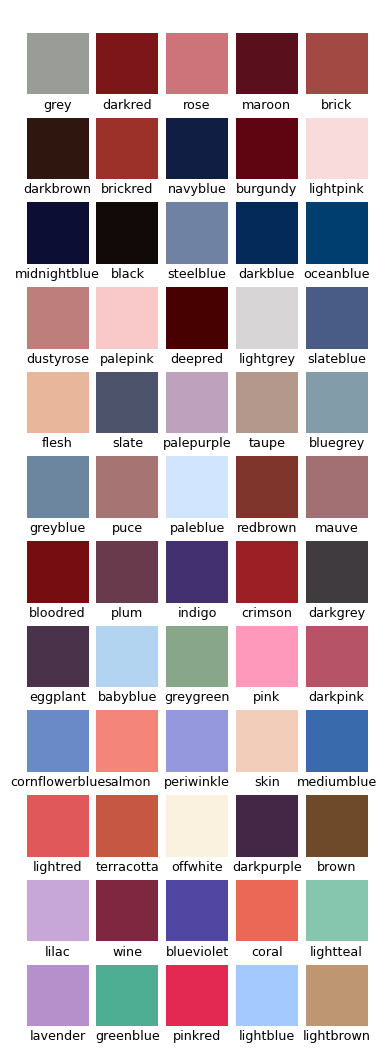 grey darkred rose maroon brick
darkbrown brickred navyblue burgundy lightpink
midnightblue black steelblue darkblue oceanblue
dustyrose palepink deepred lightgrey slateblue
flesh slate palepurple taupe bluegrey
greyblue puce paleblue redbrown mauve
bloodred plum indigo crimson darkgrey
eggplant babyblue greygreen pink darkpink
cornflowerblue salmon periwinkle skin mediumblue
lightred terracotta offwhite darkpurple brown
lilac wine blueviolet coral lightteal
lavender greenblue pinkred lightblue lightbrown